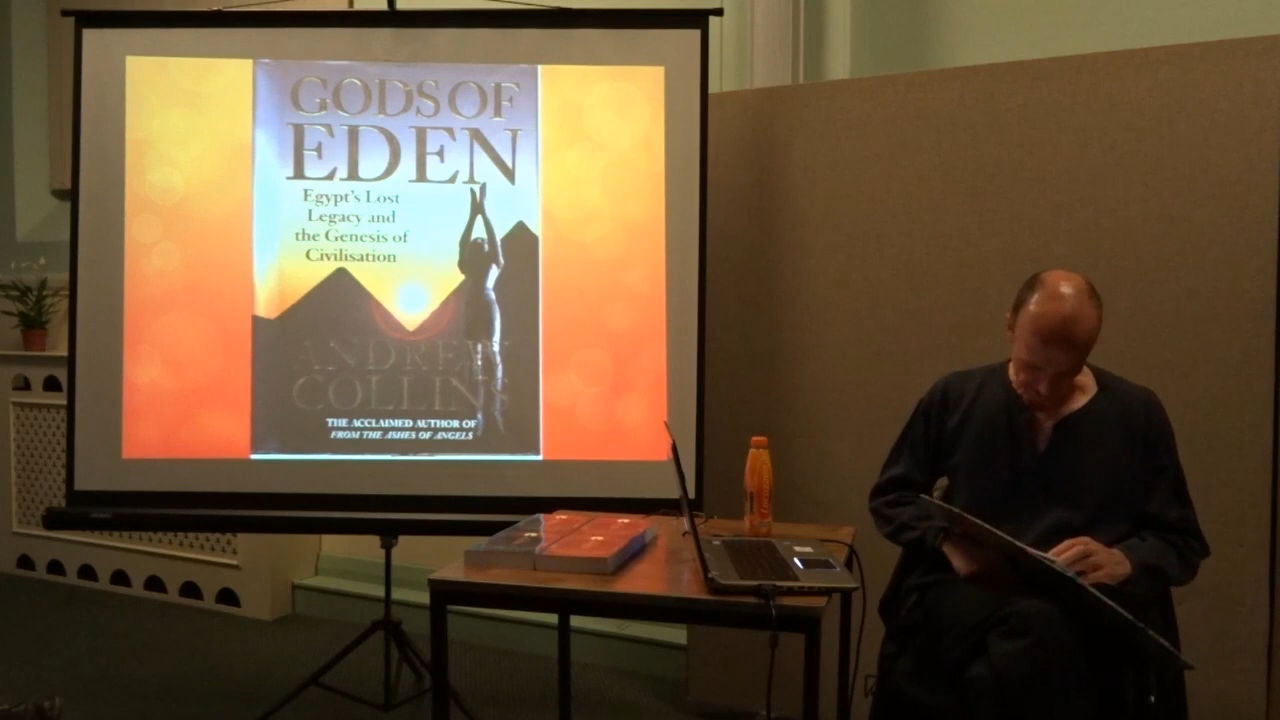 GODS OF
EDEN
Egypt's Lost
Legacy and
the Genesis of
Civilisation
ANDREW
COLLINS
THE ACCLAIMED AUTHOR OF
FROM THE ASHES OF ANGELS